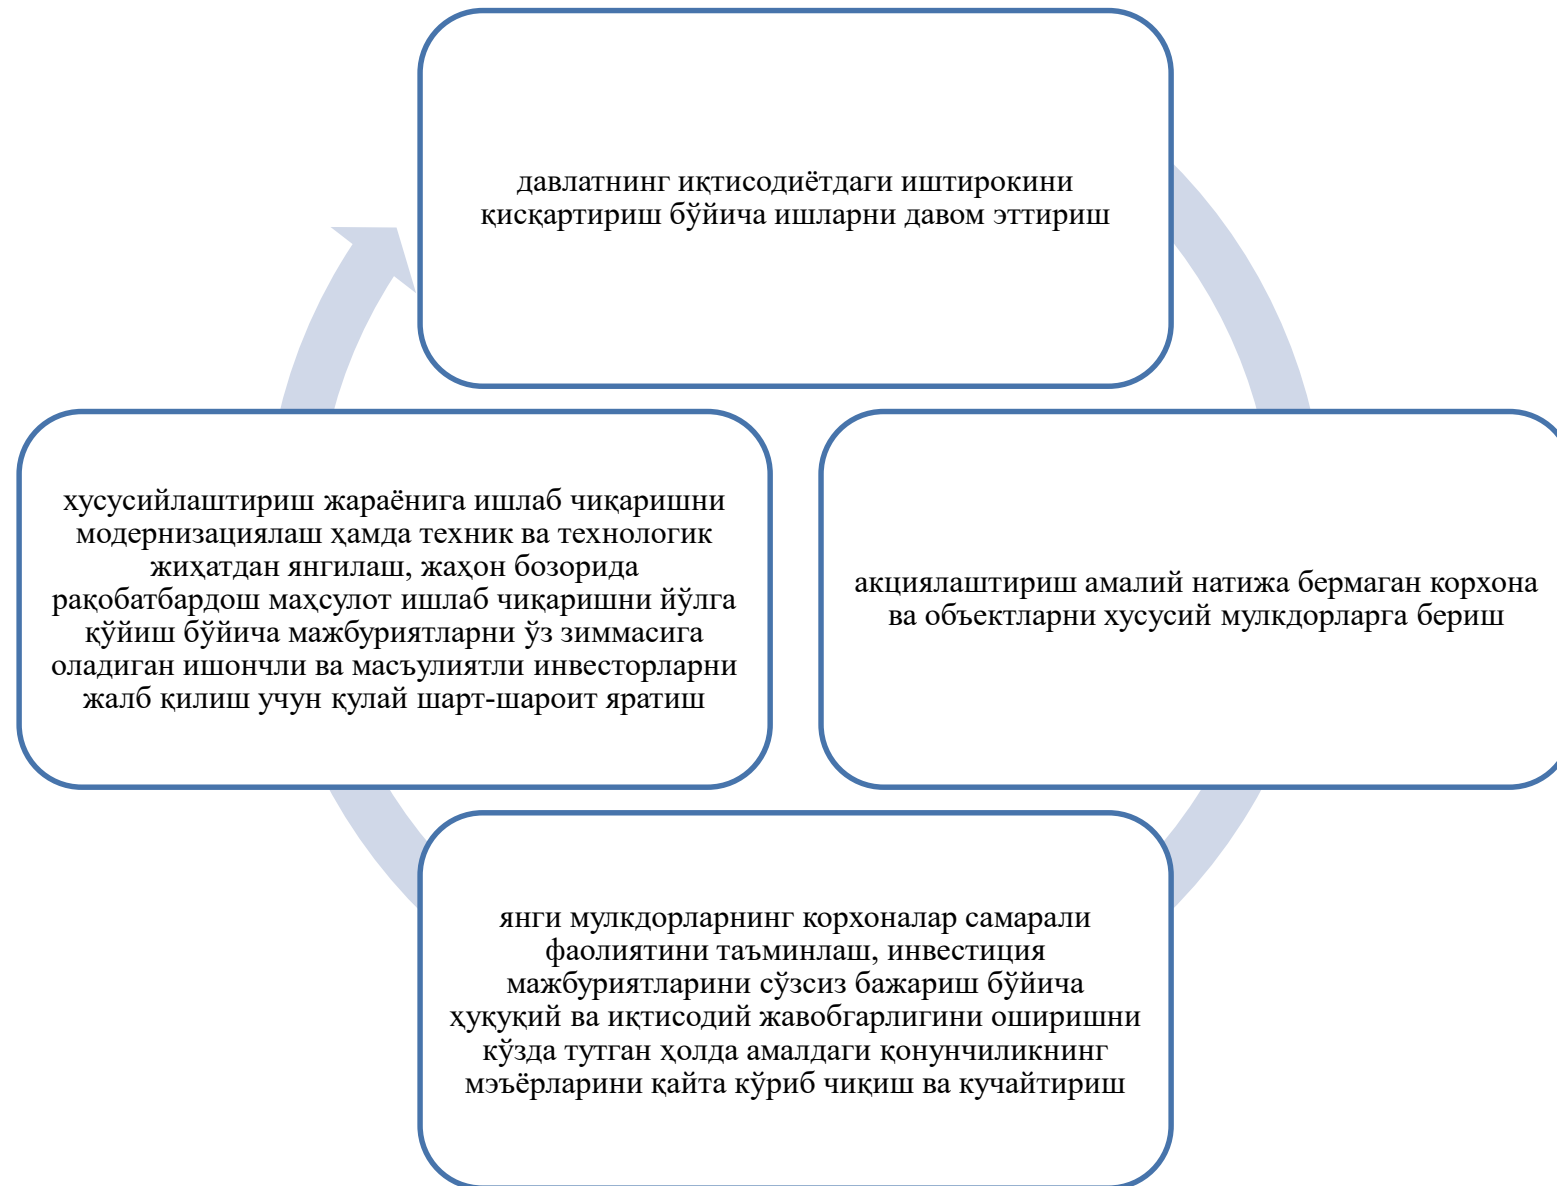 давлатнинг иқтисодиётдаги иштирокини
қисқартириш бўйича ишларни давом эттириш
акциялаштириш амалий натижа бермаган корхона
ва объектларни хусусий мулкдорларга бериш
янги мулкдорларнинг корхоналар самарали
фаолиятини таъминлаш, инвестиция
мажбуриятларини сўзсиз бажариш бўйича
ҳуқуқий ва иқтисодий жавобгарлигини оширишни
кўзда тутган ҳолда амалдаги қонунчиликнинг
мэъёрларини қайта кўриб чиқиш ва кучайтириш
хусусийлаштириш жараёнига ишлаб чиқаришни
модернизациялаш ҳамда техник ва технологик
жиҳатдан янгилаш, жаҳон бозорида
рақобатбардош маҳсулот ишлаб чиқаришни йўлга
қўйиш бўйича мажбуриятларни ўз зиммасига
оладиган ишончли ва масъулиятли инвесторларни
жалб қилиш учун қулай шарт-шароит яратиш